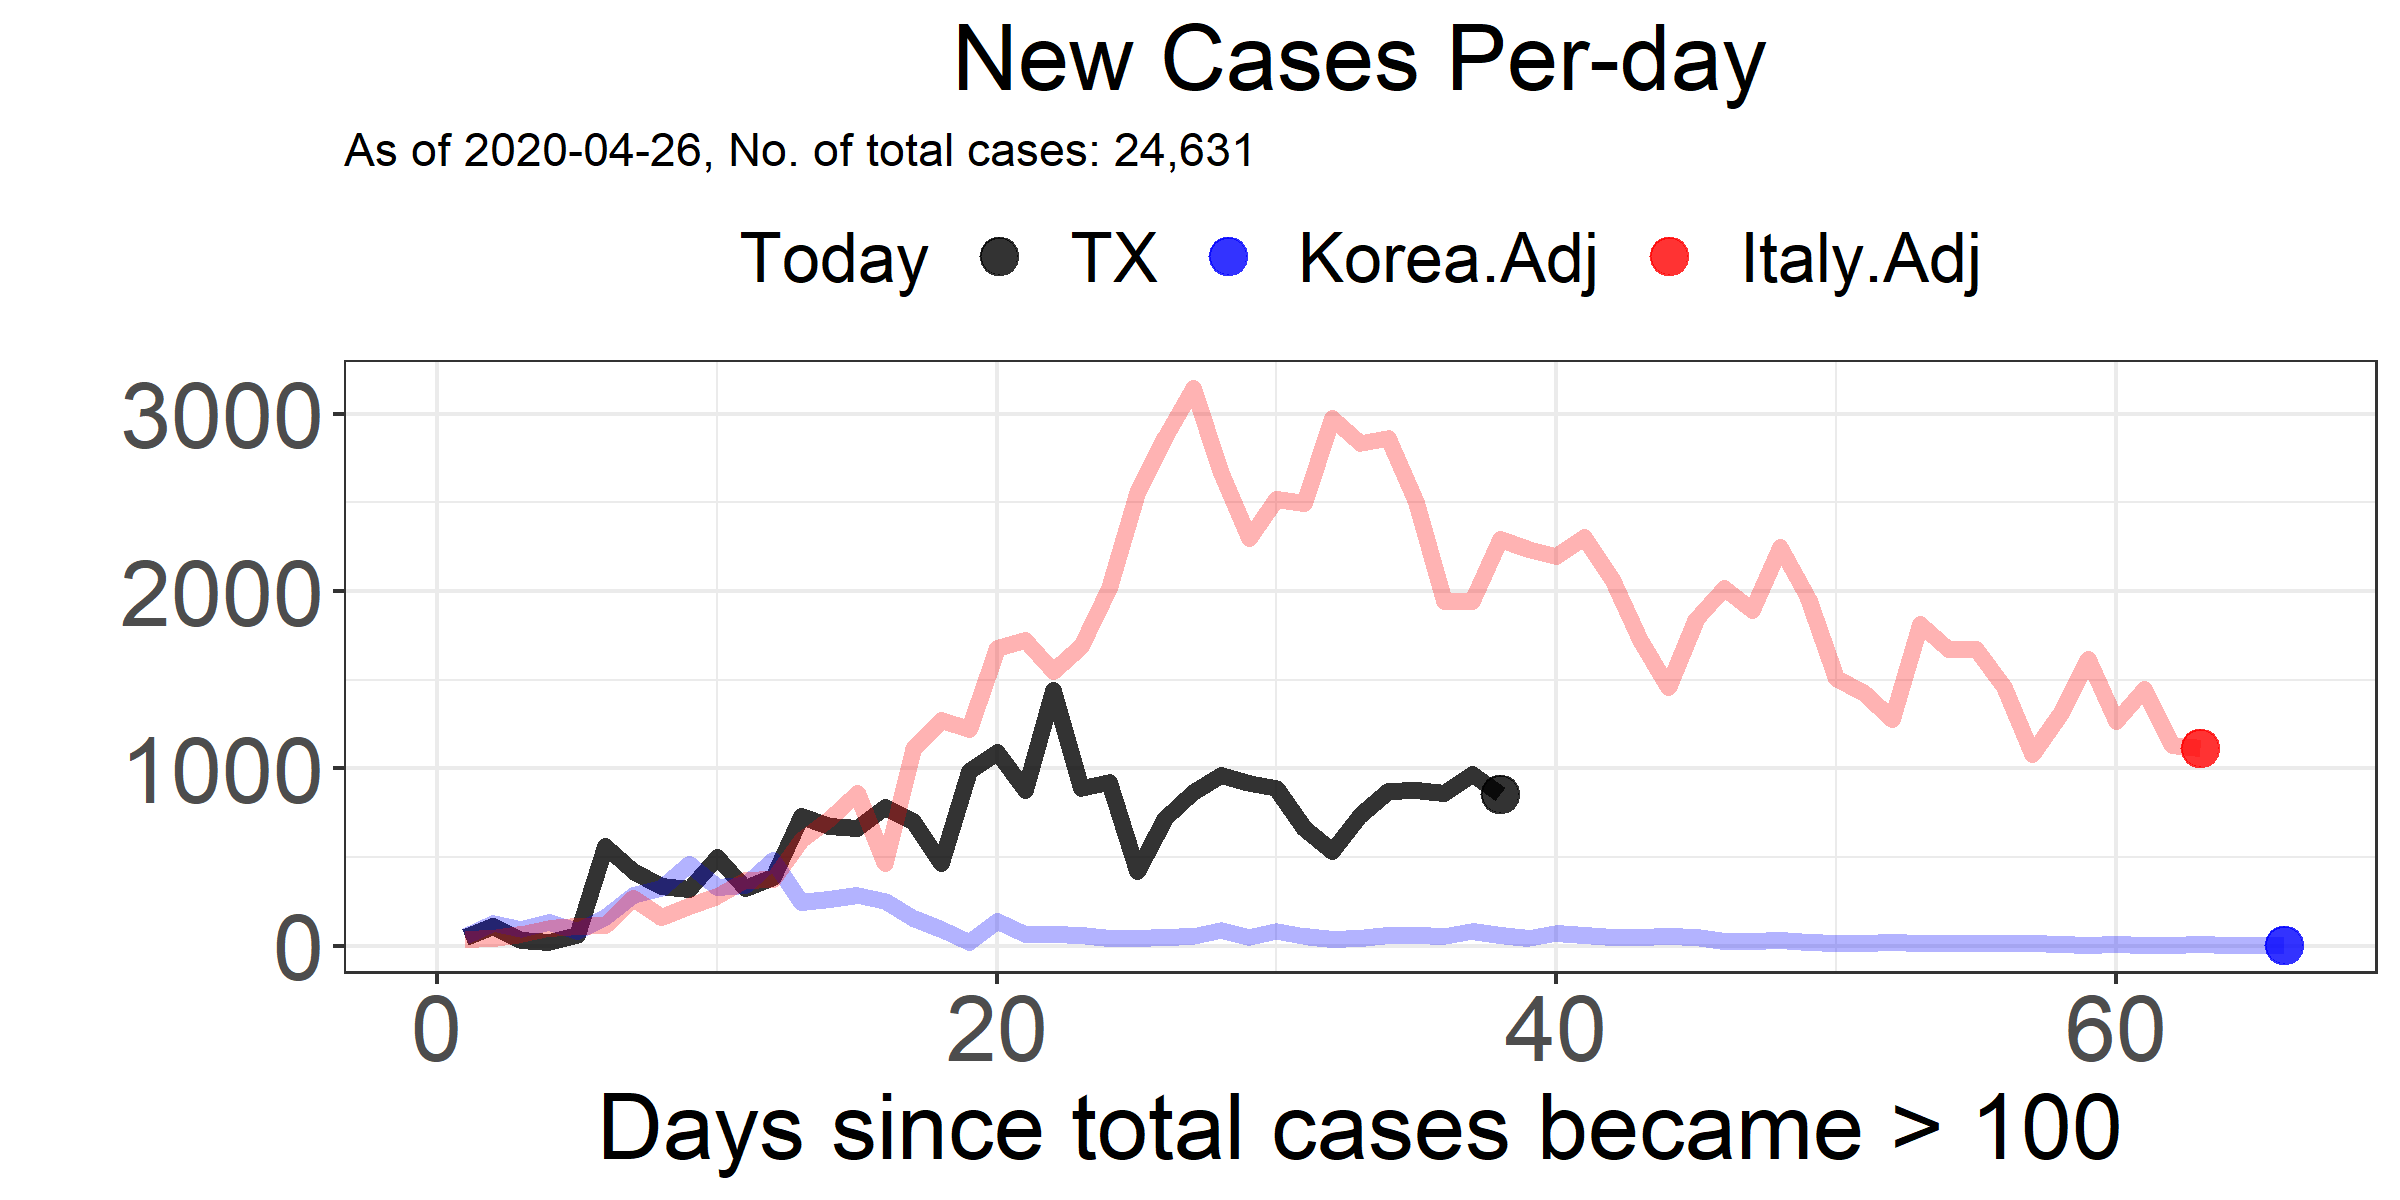 New Cases Per-day
As of 2020-04-26, No. of total cases: 24,631
Today TX Korea.Adj Italy.Adj
3000
2000
1000
0
0 20 40 60
Days since total cases became > 100